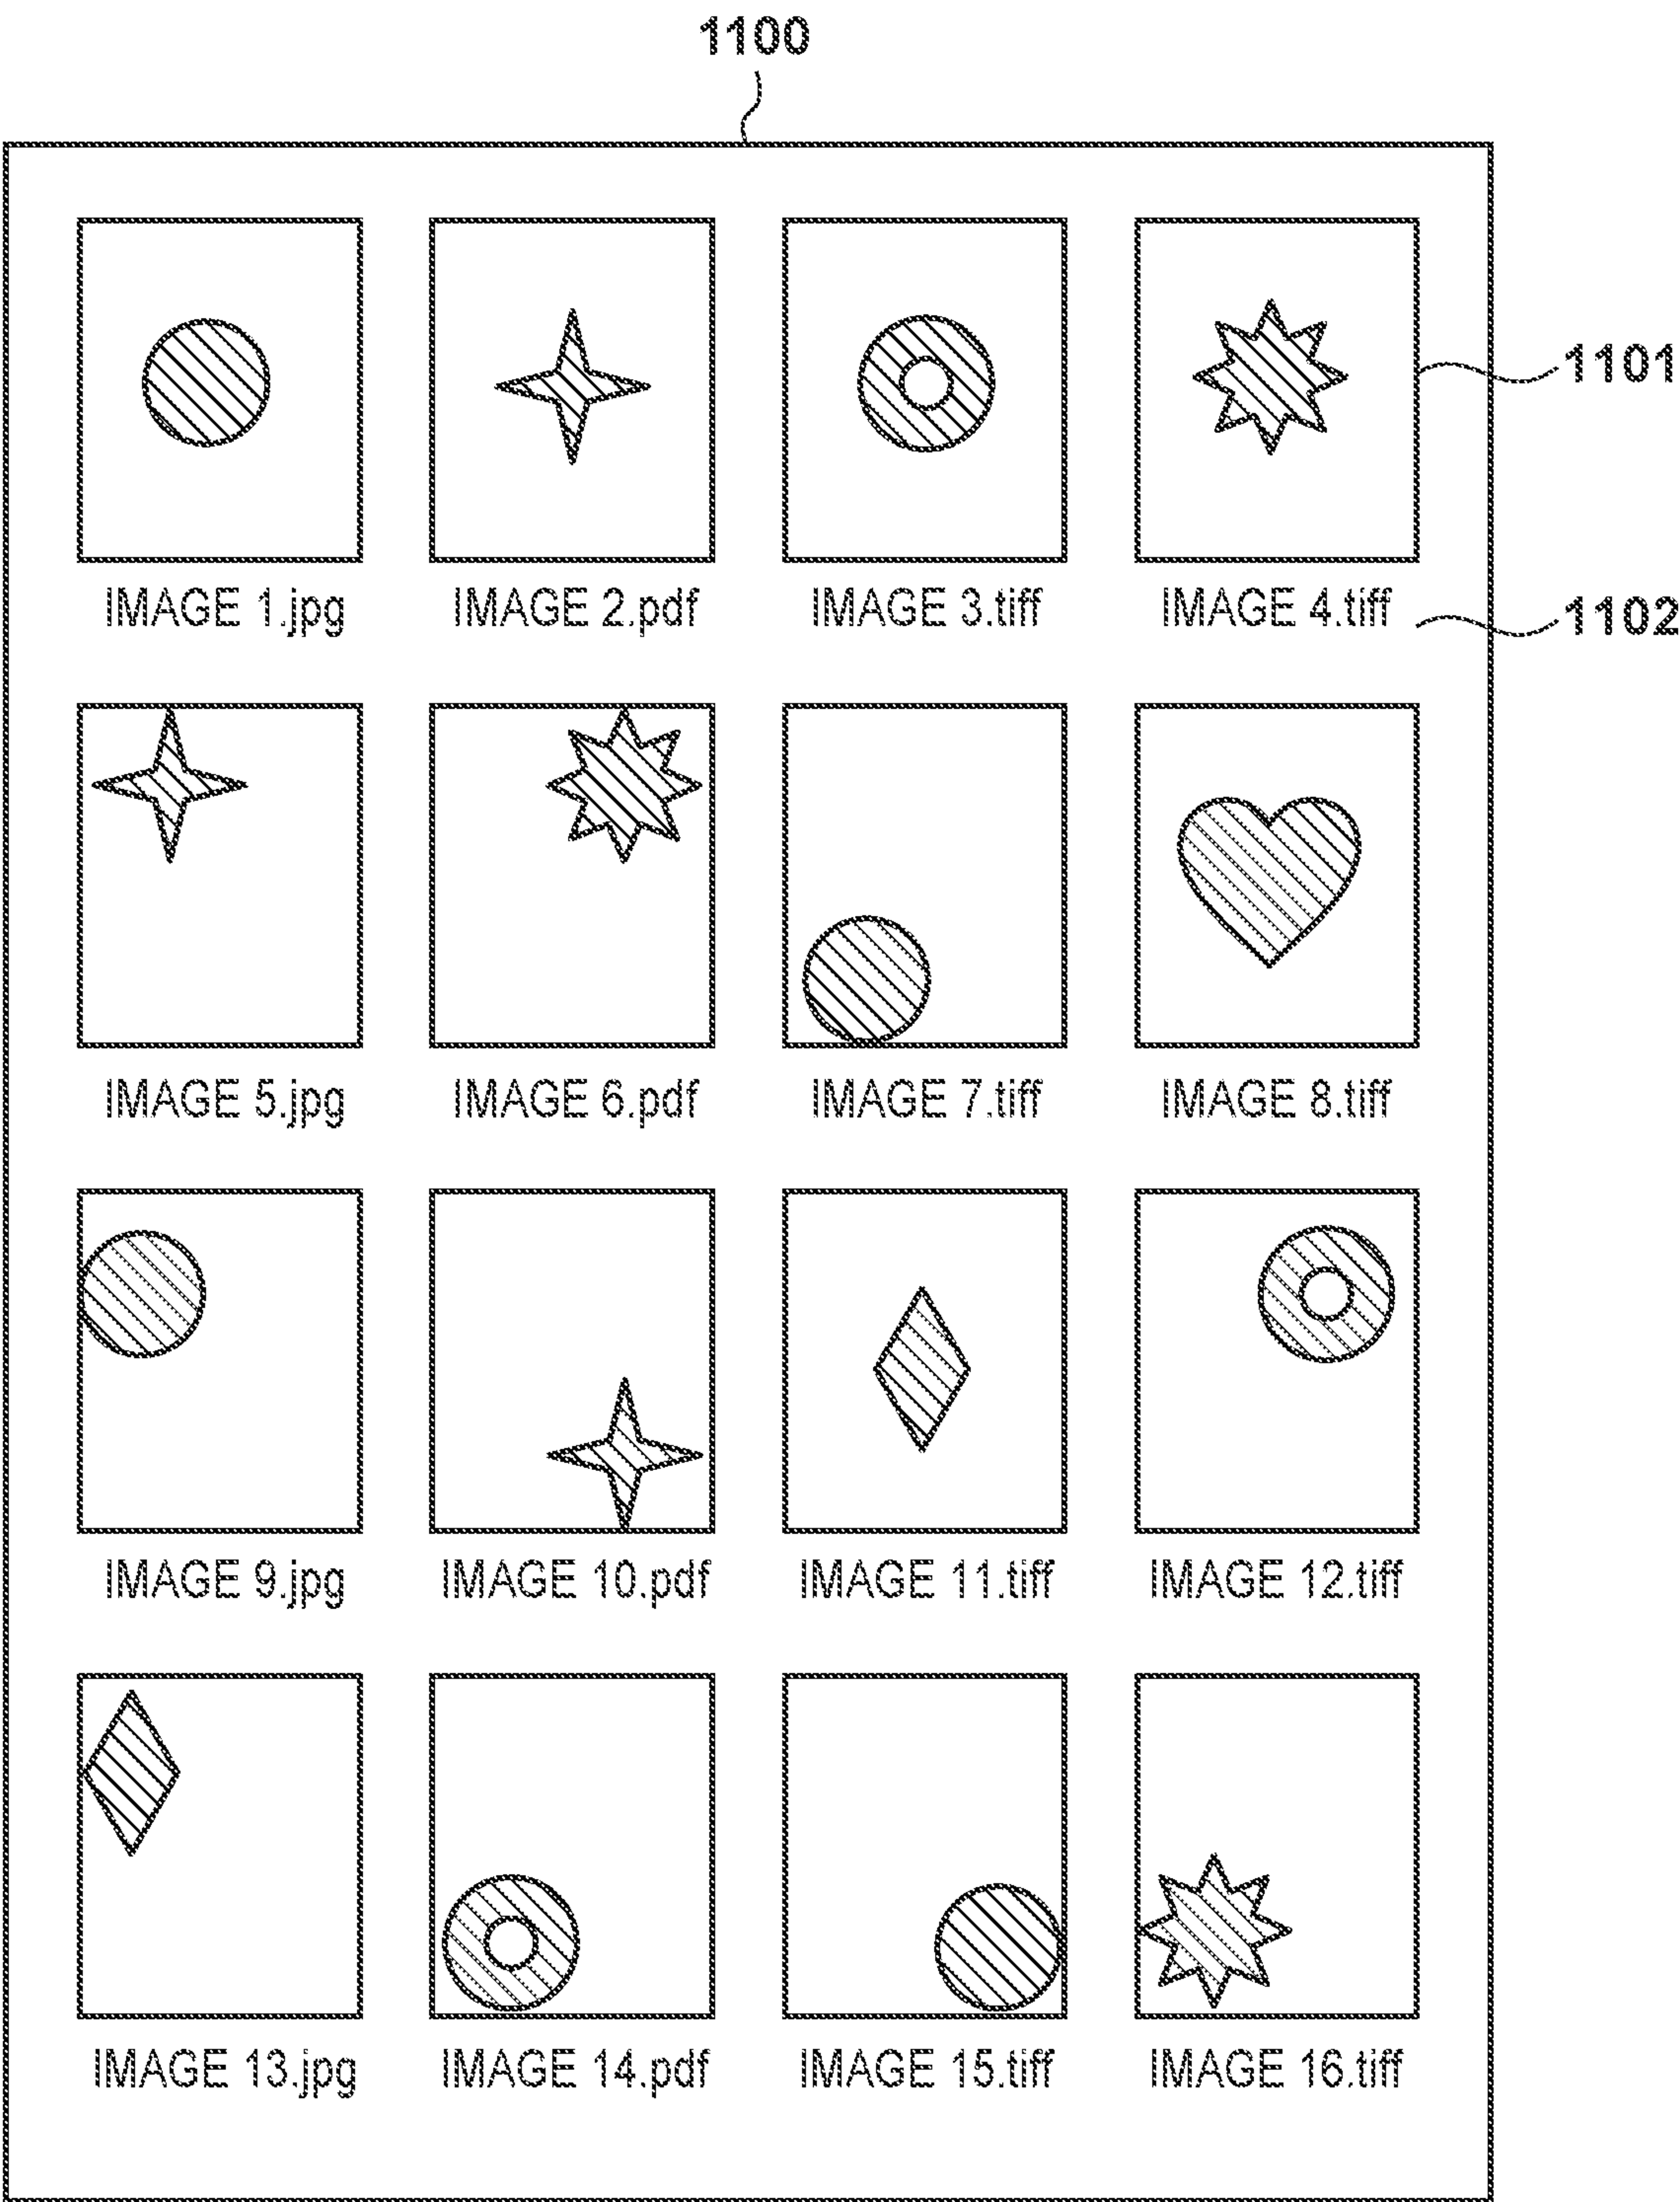 1100
1101
IMAGE 1.jpg IMAGE 2.pdf IMAGE 3.tiff IMAGE 4.tiff
1102
IMAGE 5.jpg IMAGE 6.pdf IMAGE 7.tiff IMAGE 8.tiff
IMAGE 9.jpg IMAGE 10.pdf IMAGE 11.tiff IMAGE 12.tiff
IMAGE 13.jpg IMAGE 14.pdf IMAGE 15.tiff IMAGE 16.tiff